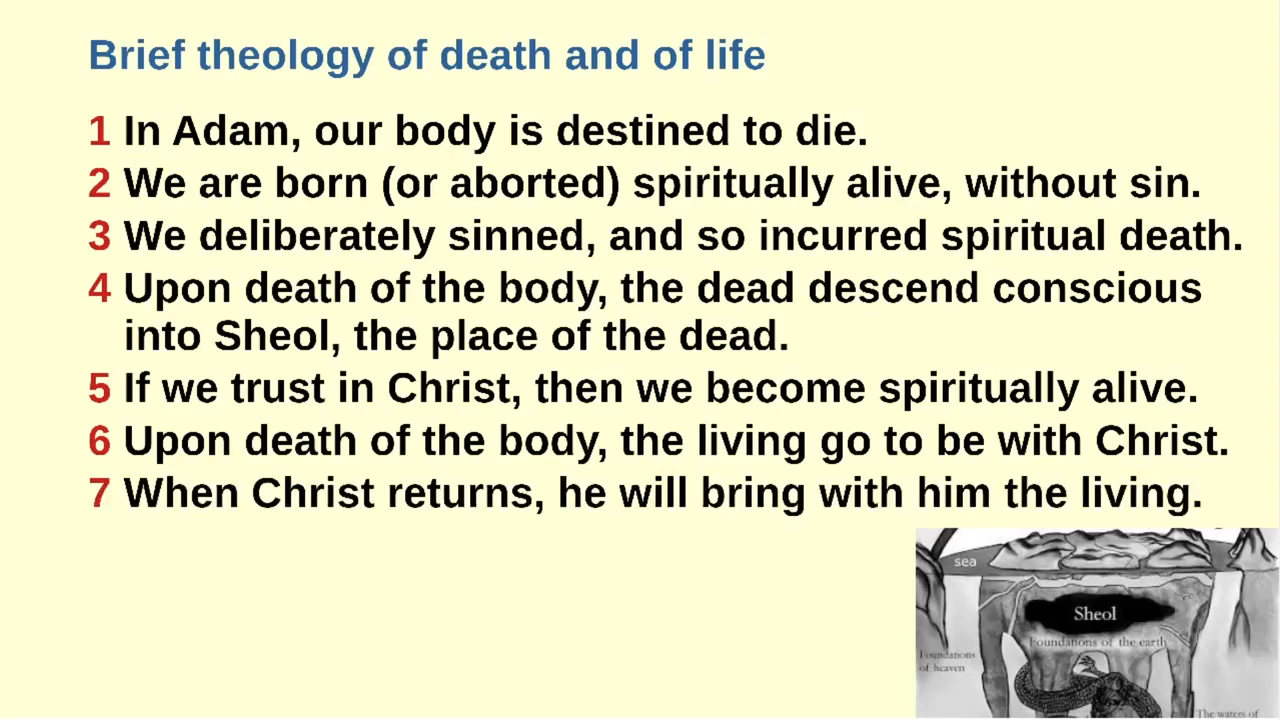 Brief theology of death and of life
1 In Adam, our body is destined to die.
2 We are born (or aborted) spiritually alive, without sin.
3 We deliberately sinned, and so incurred spiritual death.
4 Upon death of the body, the dead descend conscious
into Sheol, the place of the dead.
5 If we trust in Christ, then we become spiritually alive.
6 Upon death of the body, the living go to be with Christ.
7 When Christ returns, he will bring with him the living.
sea
Sheol
Foundations of the earth
Foundations
of heaven
The waters of